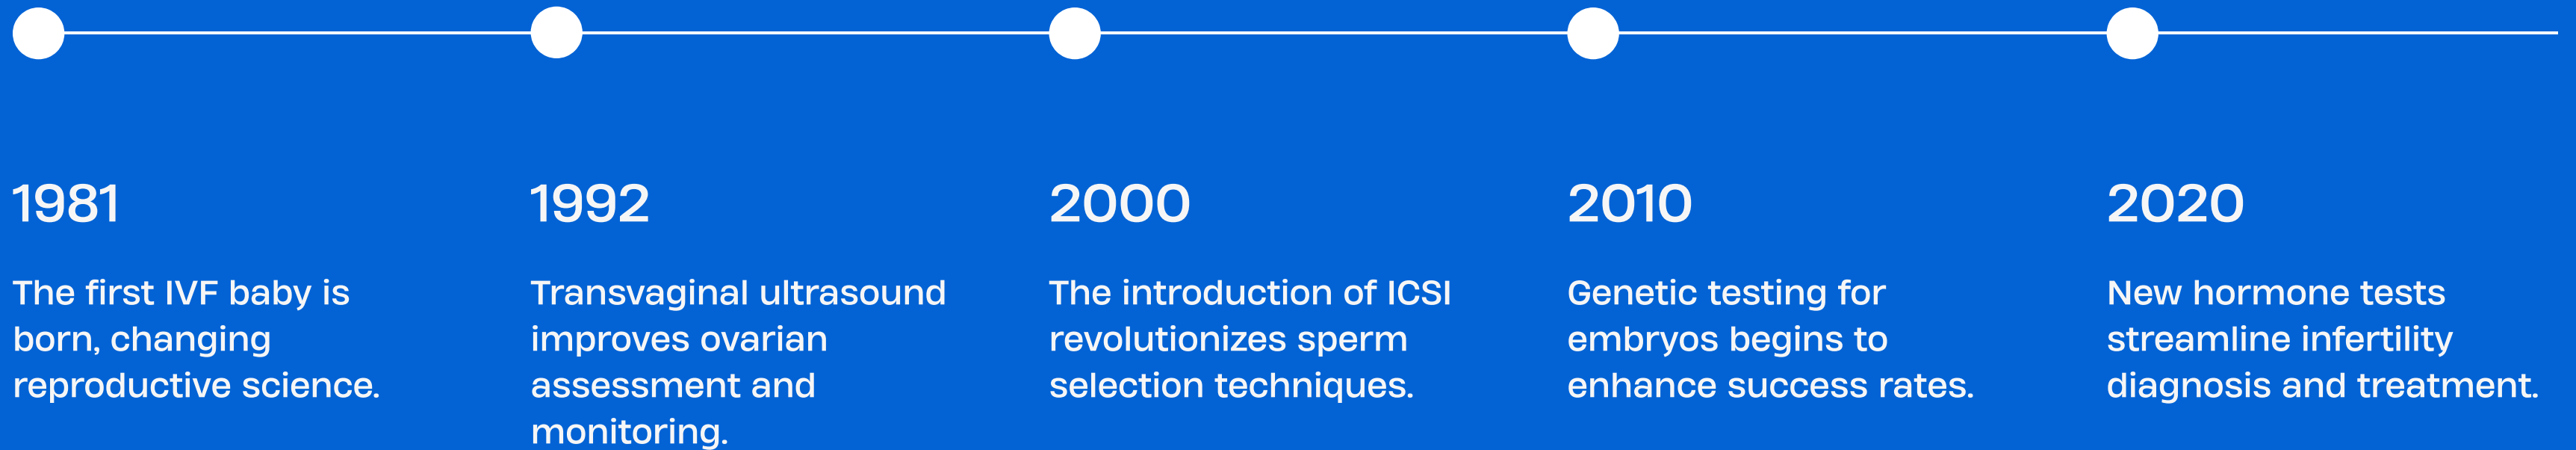 1981
The first IVF baby is
born, changing
reproductive science.
1992
Transvaginal ultrasound
improves ovarian
assessment and
monitoring.
2000
The introduction of ICSI
revolutionizes sperm
selection techniques.
2010
Genetic testing for
embryos begins to
enhance success rates.
2020
New hormone tests
streamline infertility
diagnosis and treatment.